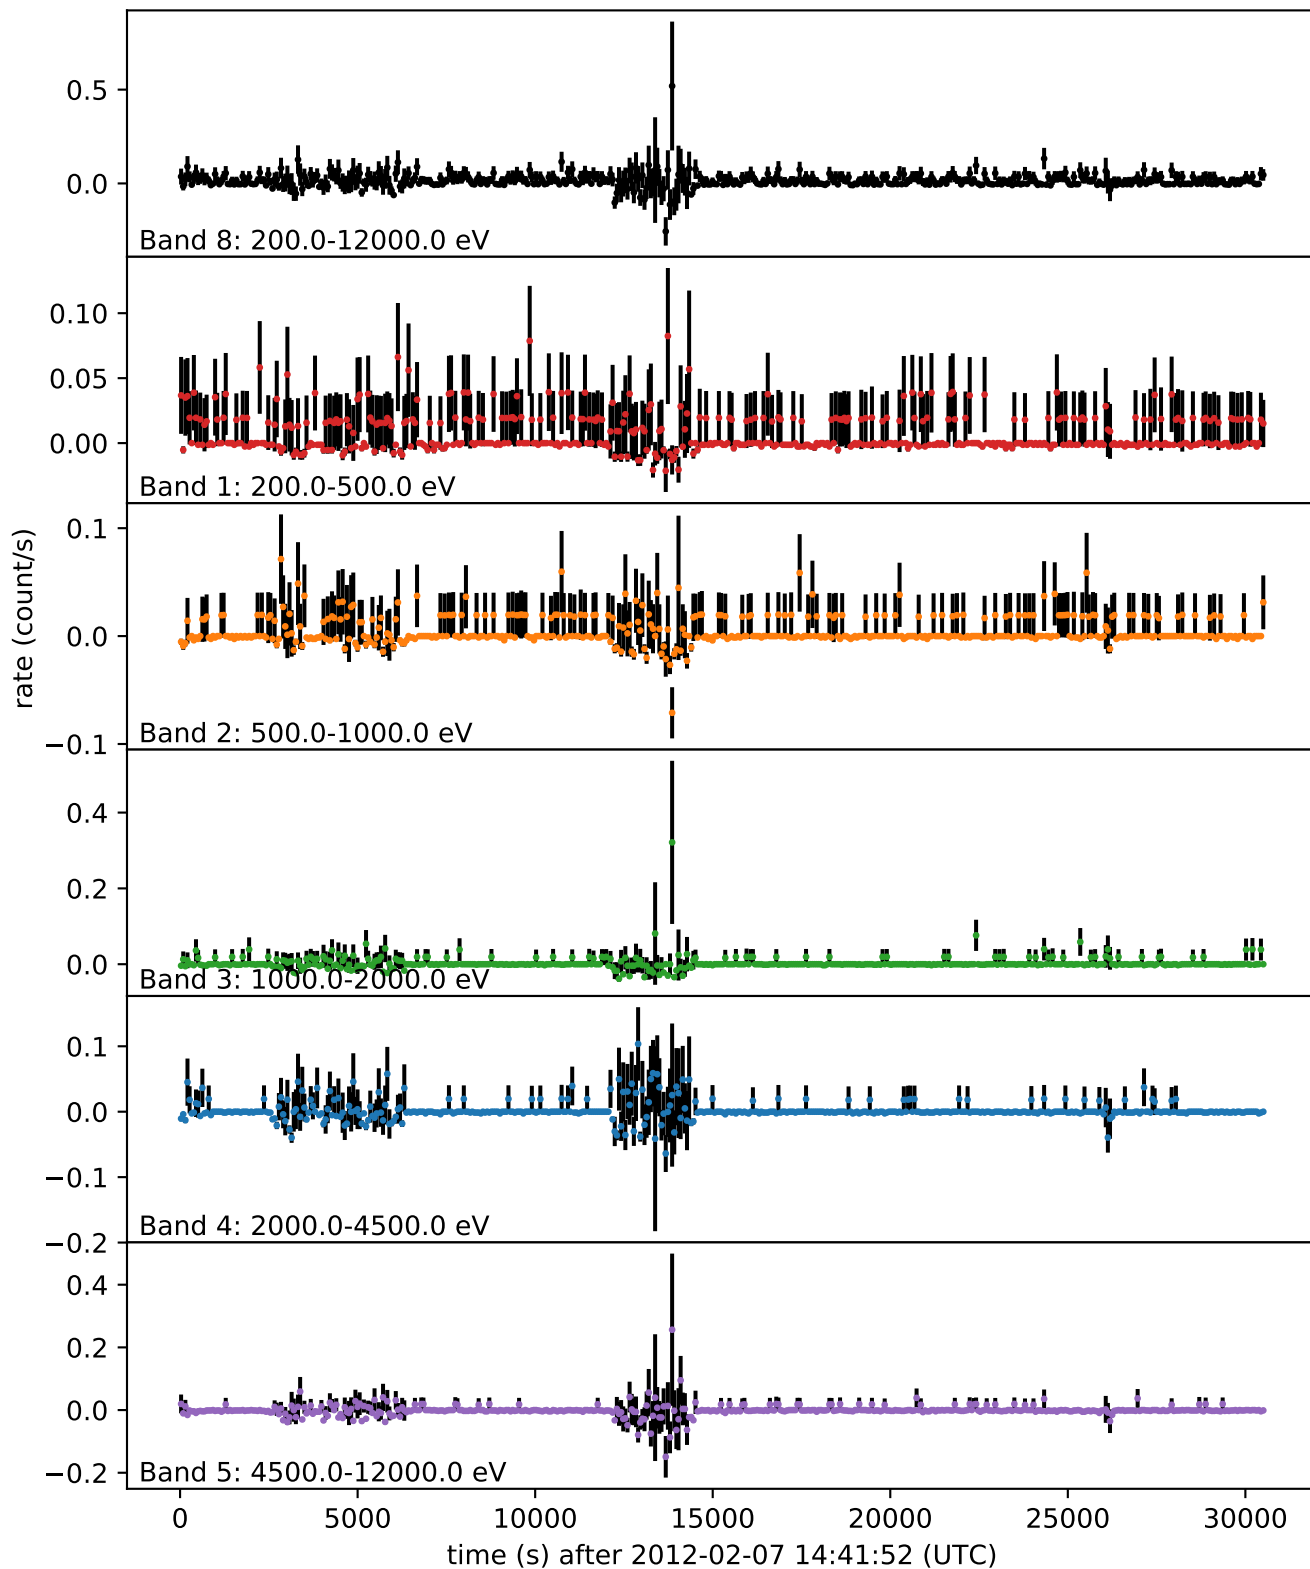 0.5
0.0
Band 8: 200.0-12000.0 eV
0.10
0.05
0.00
Band 1: 200.0-500.0 eV
0.1
0.0
−0.1
Band 2: 500.0-1000.0 eV
rate (count/s)
0.4
0.2
0.0
Band 3: 1000.0-2000.0 eV
0.1
0.0
−0.1
−0.2
Band 4: 2000.0-4500.0 eV
0.4
0.2
0.0
−0.2
Band 5: 4500.0-12000.0 eV
0 5000 10000 15000 20000 25000 30000
time (s) after 2012-02-07 14:41:52 (UTC)